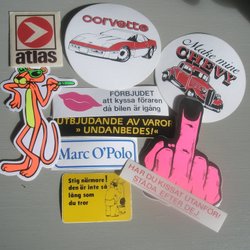 atlas
corvette
Make mine
CHEVY
FÖRBJUDET
att kyssa föraren
då bilen är igång
UTBJUDANDE AV VAROR
» UNDANBEDES!«
Marc O'Polo
Stig närmare!
den är inte så
lång som
du tror
HAR DU KISSAT UTANFÖR!
STÄDA EFTER DEJ